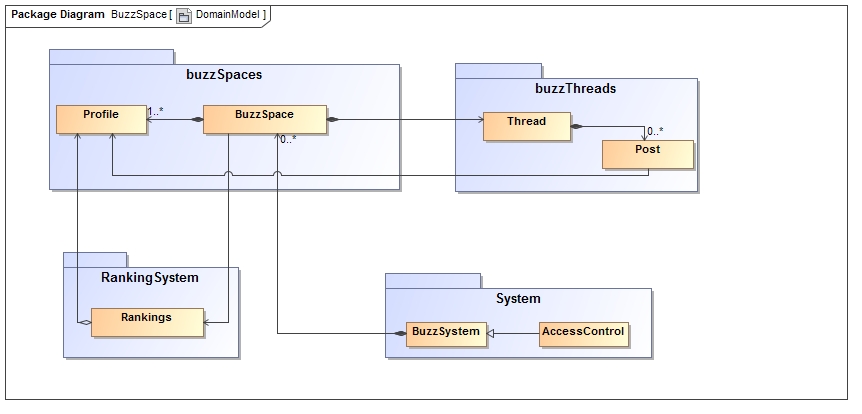 Package Diagram BuzzSpace [ DomainModel ]
buzzSpaces
buzzThreads
Profile
1..*
BuzzSpace
0..*
Thread
0..*
Post
RankingSystem
Rankings
System
BuzzSystem
AccessControl